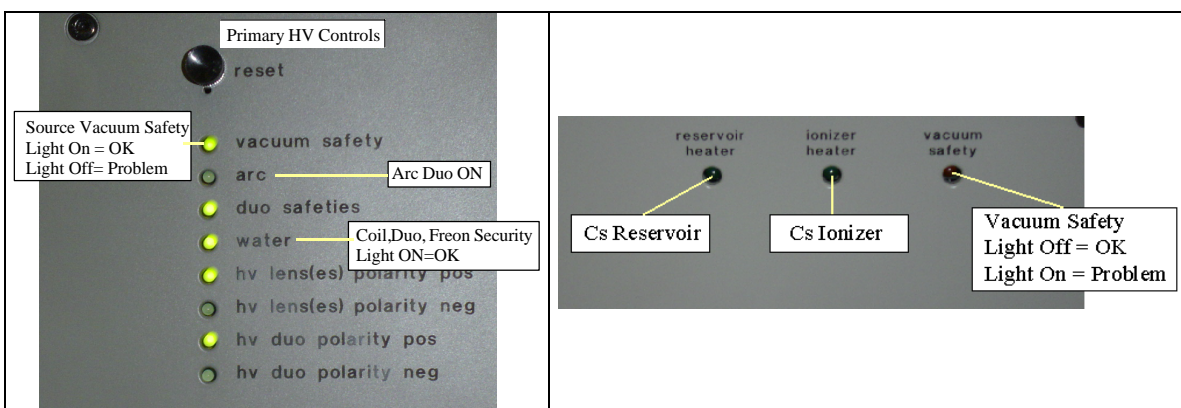 Primary HV Controls
reset
Source Vacuum Safety
Light On = OK
Light Off= Problem
vacuum safety
arc
Arc Duo ON
duo safeties
water
Coil,Duo, Freon Security
Light ON=OK
hv lens(es) polarity pos
hv lens(es) polarity neg
hv duo polarity pos
hv duo polarity neg
reservoir
heater
ionizer
heater
vacuum
safety
Cs Reservoir
Cs Ionizer
Vacuum Safety
Light Off = OK
Light On = Problem